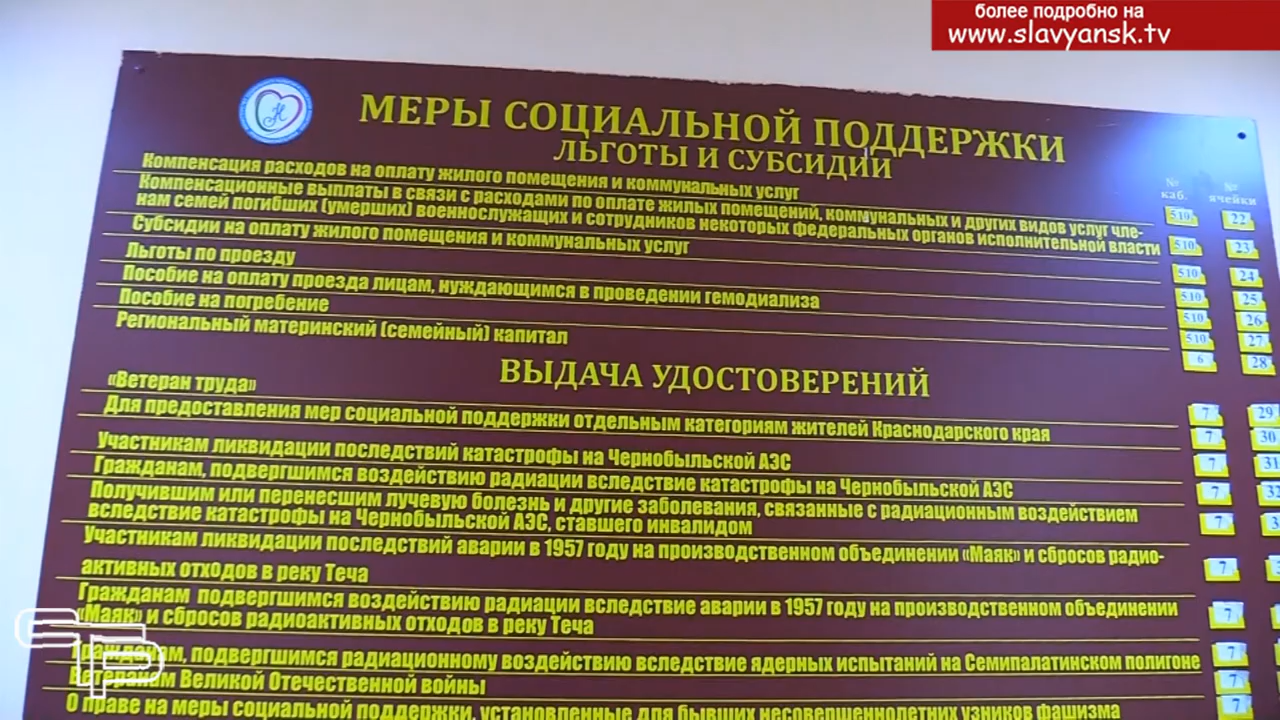 более подробно на
www.slavyansk.tv
МЕРЫ СОЦИАЛЬНОЙ ПОДДЕРЖКИ
ЛЬГОТЫ И СУБСИДИИ
№ каб. № ячейки
Компенсация расходов на оплату жилого помещения и коммунальных услуг 510 22
Компенсационные выплаты в связи с расходами по оплате жилых помещений, коммунальных и других видов услуг чле-
нам семей погибших (умерших) военнослужащих и сотрудников некоторых федеральных органов исполнительной власти 510 23
Субсидии на оплату жилого помещения и коммунальных услуг 510 24
Льготы по проезду 510 25
Пособие на оплату проезда лицам, нуждающимся в проведении гемодиализа 510 26
Пособие на погребение 510 27
Региональный материнский (семейный) капитал 6 28
ВЫДАЧА УДОСТОВЕРЕНИЙ
«Ветеран труда» 7 29
Для предоставления мер социальной поддержки отдельным категориям жителей Краснодарского края 7 30
Участникам ликвидации последствий катастрофы на Чернобыльской АЭС 7 31
Гражданам, подвергшимся воздействию радиации вследствие катастрофы на Чернобыльской АЭС 7
Получившим или перенесшим лучевую болезнь и другие заболевания, связанные с радиационным воздействием
вследствие катастрофы на Чернобыльской АЭС, ставшего инвалидом 7
Участникам ликвидации последствий аварии в 1957 году на производственном объединении «Маяк» и сбросов радио-
активных отходов в реку Теча 7
Гражданам подвергшимся воздействию радиации вследствие аварии в 1957 году на производственном объединении
«Маяк» и сбросов радиоактивных отходов в реку Теча 7
Гражданам, подвергшимся радиационному воздействию вследствие ядерных испытаний на Семипалатинском полигоне 7
Ветеранам Великой Отечественной войны 7
О праве на меры социальной поддержки, установленные для бывших несовершеннолетних узников фашизма 7